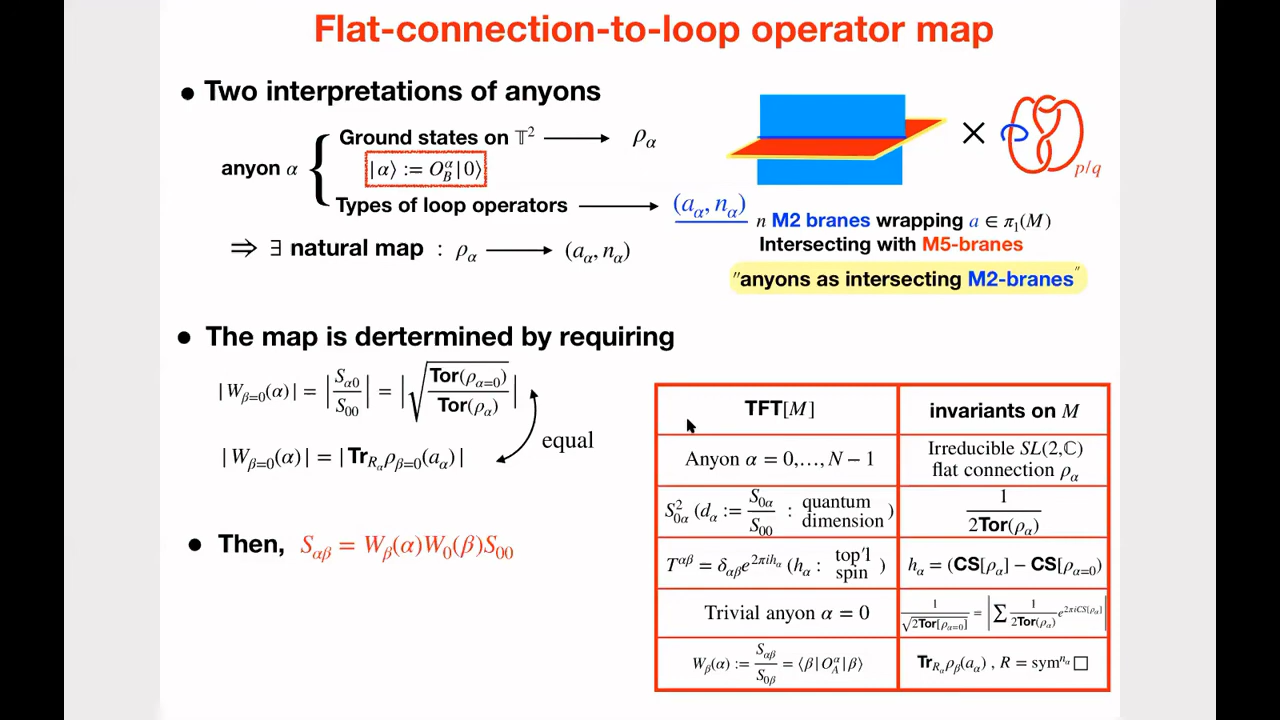 Flat-connection-to-loop operator map
• Two interpretations of anyons
anyon α { Ground states on 𝕋² ⟶ ρ_α
|α⟩ := O_B^α|0⟩
Types of loop operators ⟶ (a_α, n_α)
⇒ ∃ natural map : ρ_α ⟶ (a_α, n_α)
×
p/q
n M2 branes wrapping a ∈ π₁(M)
Intersecting with M5-branes
"anyons as intersecting M2-branes"
• The map is dertermined by requiring
|W_{β=0}(α)| = |S_{α0}/S_{00}| = |√(Tor(ρ_{α=0})/Tor(ρ_α))|
|W_{β=0}(α)| = |Tr_{R_α}ρ_{β=0}(a_α)|
equal
• Then, S_{αβ} = W_β(α)W_0(β)S_{00}
TFT[M] invariants on M
Anyon α = 0,…, N − 1 Irreducible SL(2,ℂ) flat connection ρ_α
S_{0α}^2 (d_α := S_{0α}/S_{00} : quantum dimension) 1/(2Tor(ρ_α))
T^{αβ} = δ_{αβ}e^{2πih_α} (h_α : top'l spin) h_α = (CS[ρ_α] − CS[ρ_{α=0}])
Trivial anyon α = 0 1/√(2Tor[ρ_{α=0}]) = |∑ 1/(2Tor(ρ_α)) e^{2πiCS[ρ_α]}|
W_β(α) := S_{αβ}/S_{0β} = ⟨β|O_A^α|β⟩ Tr_{R_α}ρ_β(a_α) , R = sym^{n_α}□